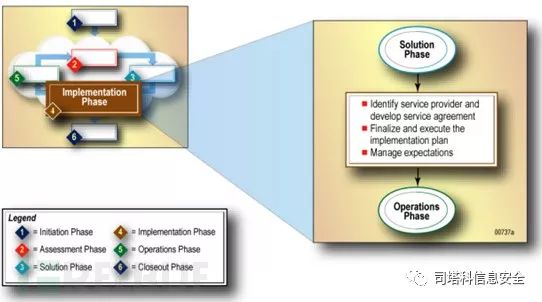 1
2
3
5
Implementation
Phase
4
6
Solution
Phase
Identify service provider and
develop service agreement
Finalize and execute the
implementation plan
Manage expectations
Operations
Phase
00737a
Legend
1 = Initiation Phase
4 = Implementation Phase
2 = Assessment Phase
5 = Operations Phase
3 = Solution Phase
6 = Closeout Phase
司塔科信息安全